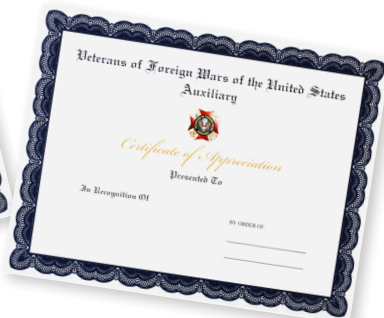 Veterans of Foreign Wars of the United States
Auxiliary
Certificate of Appreciation
Presented To
In Recognition Of
BY ORDER OF